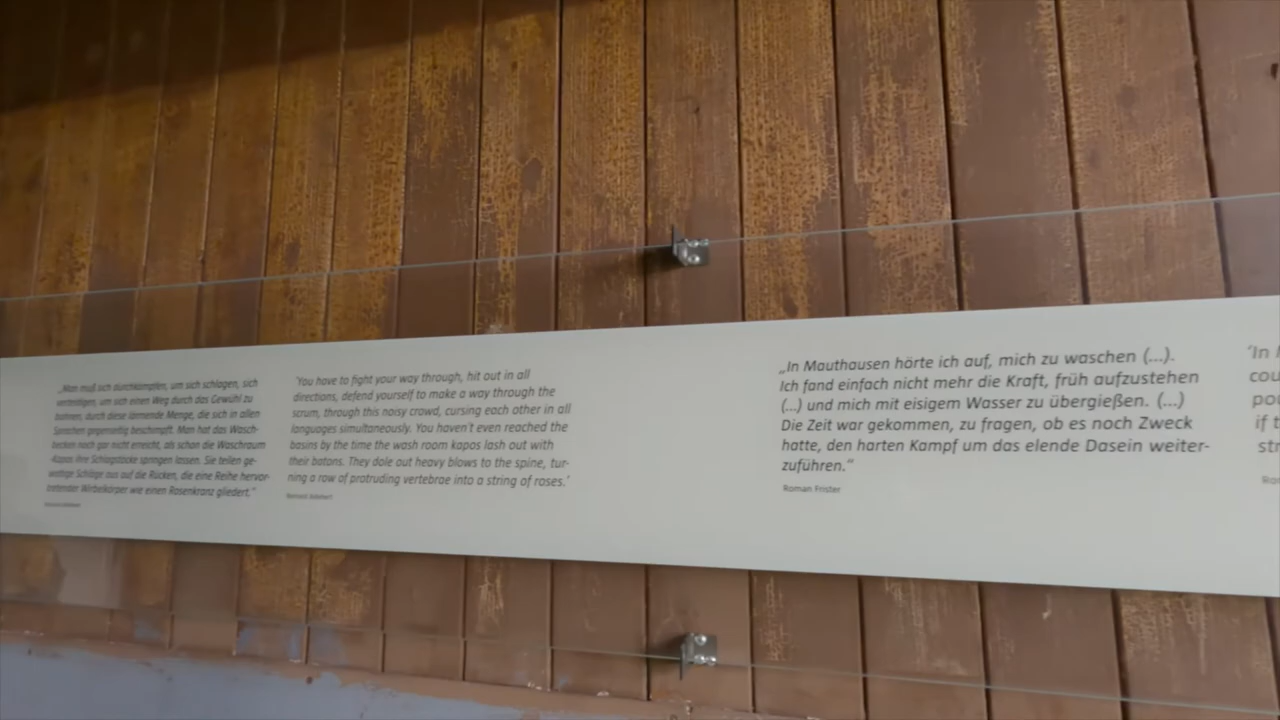 „Man muß sich durchkämpfen, um sich schlagen, sich
verteidigen, um sich einen Weg durch das Gewühl zu
bahnen, durch diese lärmende Menge, die sich in allen
Sprachen gegenseitig beschimpft. Man hat das Wasch-
becken noch gar nicht erreicht, als schon die Waschraum
-Kapos ihre Schlagstöcke springen lassen. Sie teilen ge-
waltige Schläge aus auf die Rücken, die eine Reihe hervor-
tretender Wirbelkörper wie einen Rosenkranz gliedert.“
'You have to fight your way through, hit out in all
directions, defend yourself to make a way through the
scrum, through this noisy crowd, cursing each other in all
languages simultaneously. You haven't even reached the
basins by the time the wash room kapos lash out with
their batons. They dole out heavy blows to the spine, tur-
ning a row of protruding vertebrae into a string of roses.'
„In Mauthausen hörte ich auf, mich zu waschen (...).
Ich fand einfach nicht mehr die Kraft, früh aufzustehen
(...) und mich mit eisigem Wasser zu übergießen. (...)
Die Zeit war gekommen, zu fragen, ob es noch Zweck
hatte, den harten Kampf um das elende Dasein weiter-
zuführen.“
Roman Frister
'In
cou
if t
str